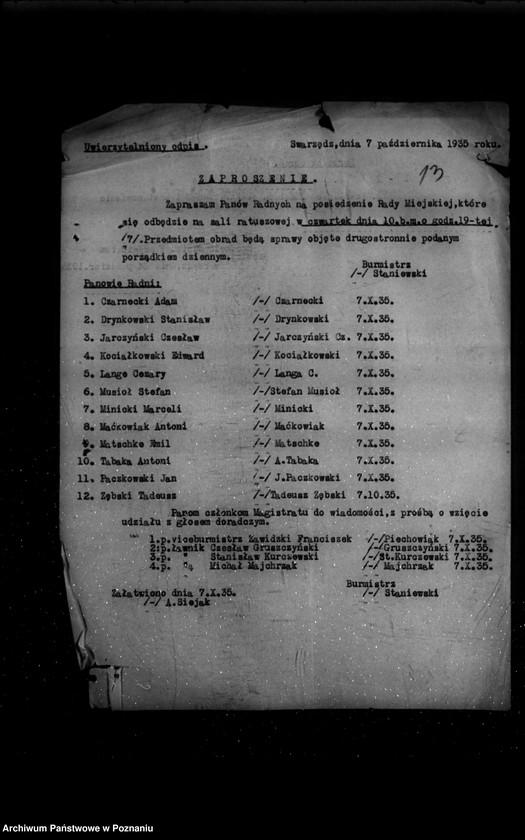 Uwierzytelniony odpis.
Swarzędz, dnia 7 października 1935 roku.
13
ZAPROSZENIE.
Zapraszam Panów Radnych na posiedzenie Rady Miejskiej, które
się odbędzie na sali ratuszowej w czwartek dnia 10.b.m.o godz.19-tej
/7/.Przedmiotem obrad będą sprawy objęte drugostronnie podanym
porządkiem dziennym.
Burmistrz
/-/ Staniewski
Panowie Radni:
1. Czarnecki Adam /-/ Czarnecki 7.X.35.
2. Drynkowski Stanisław /-/ Drynkowski 7.X.35.
3. Jarczyński Czesław /-/ Jarczyński Cz. 7.X.35.
4. Kociałkowski Edward /-/ Kociałkowski 7.X.35.
5. Lange Cezary /-/ Langa C. 7.X.35.
6. Musioł Stefan /-/Stefan Musioł 7.X.35.
7. Minicki Marceli /-/ Minicki 7.X.35.
8. Maćkowiak Antoni /-/ Maćkowiak 7.X.35.
9. Matschke Emil /-/ Matschke 7.X.35.
10. Tabaka Antoni /-/ A.Tabaka 7.X.35.
11. Paczkowski Jan /-/ J.Paczkowski 7.X.35.
12. Zębski Tadeusz /-/Tadeusz Zębski 7.10.35.
Panom członkom Magistratu do wiadomości, z prośbą o wzięcie
udziału z głosem doradczym.
1.p.viceburmistrz Zawidzki Franciszek /-/Piechowiak 7.X.35.
2.p.ławnik Czesław Gruszczyński /-/Gruszczyński 7.X.35.
3.p. " Stanisław Kurczewski /-/St.Kurczewski 7.X.35.
4.p. Michał Majchrzak /-/ Majchrzak 7.X.35.
Załatwiono dnia 7.X.35.
/-/ A.Siejak
Burmistrz
/-/ Staniewski
Archiwum Państwowe w Poznaniu